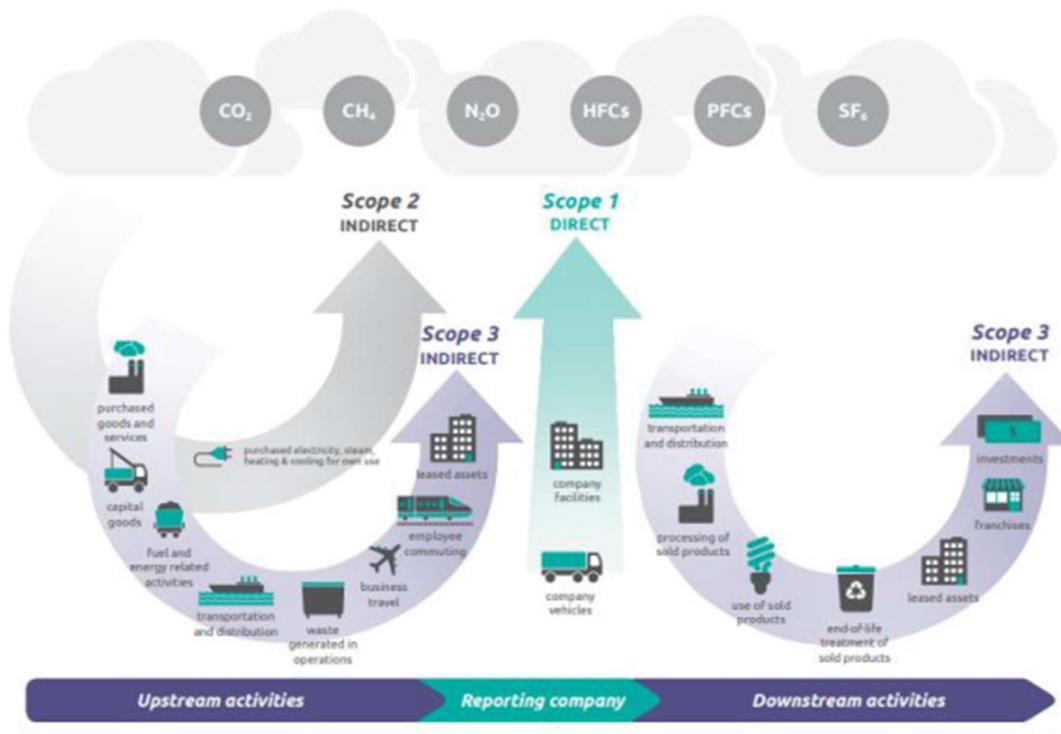 CO₂
CH₄
N₂O
HFCs
PFCs
SF₆
Scope 2
INDIRECT
Scope 1
DIRECT
Scope 3
INDIRECT
Scope 3
INDIRECT
purchased
goods and
services
capital
goods
fuel and
energy related
activities
transportation
and distribution
waste
generated in
operations
business
travel
employee
commuting
leased assets
purchased electricity, steam,
heating & cooling for own use
company
facilities
company
vehicles
transportation
and distribution
processing of
sold products
use of sold
products
end-of-life
treatment of
sold products
leased assets
franchises
$
investments
Upstream activities
Reporting company
Downstream activities